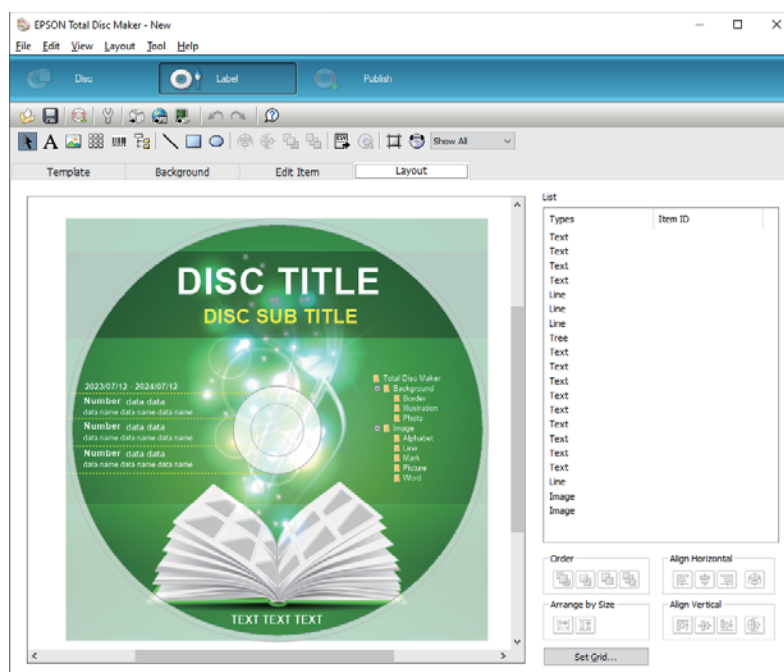 EPSON Total Disc Maker - New
File Edit View Layout Tool Help
Disc Label Publish
Show All
Template Background Edit Item Layout
List
Types Item ID
Text
Text
Text
Text
Line
Line
Line
Tree
Text
Text
Text
Text
Text
Text
Text
Text
Text
Line
Image
Image
DISC TITLE
DISC SUB TITLE
2023/07/12 - 2024/07/12
Number data data
data name data name data name
Number data data
data name data name data name
Number data data
data name data name data name
Total Disc Maker
Background
Border
Illustration
Photo
Image
Alphabet
Line
Mark
Picture
Word
TEXT TEXT TEXT
Order Align Horizontal
Arrange by Size Align Vertical
Set Grid...